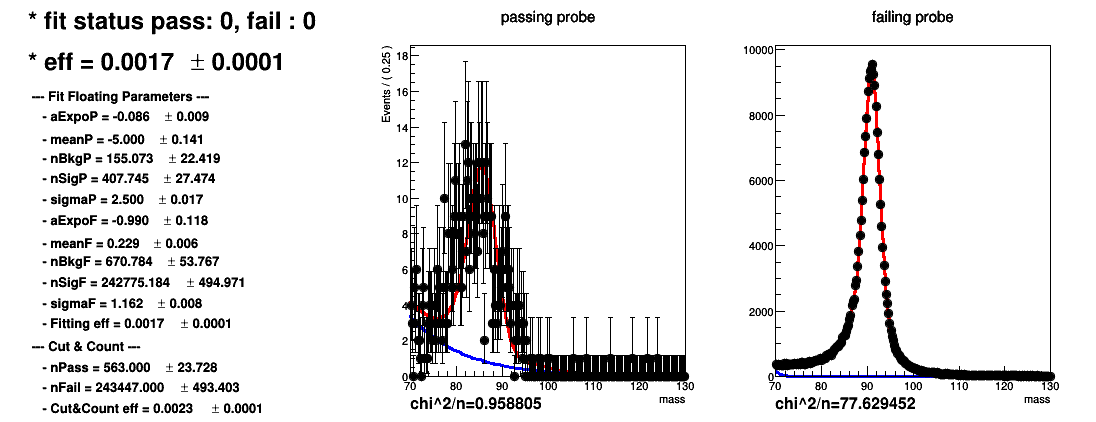 * fit status pass: 0, fail : 0
* eff = 0.0017 ± 0.0001
--- Fit Floating Parameters ---
- aExpoP = -0.086 ± 0.009
- meanP = -5.000 ± 0.141
- nBkgP = 155.073 ± 22.419
- nSigP = 407.745 ± 27.474
- sigmaP = 2.500 ± 0.017
- aExpoF = -0.990 ± 0.118
- meanF = 0.229 ± 0.006
- nBkgF = 670.784 ± 53.767
- nSigF = 242775.184 ± 494.971
- sigmaF = 1.162 ± 0.008
- Fitting eff = 0.0017 ± 0.0001
--- Cut & Count ---
- nPass = 563.000 ± 23.728
- nFail = 243447.000 ± 493.403
- Cut&Count eff = 0.0023 ± 0.0001
passing probe
Events / ( 0.25 )
18
16
14
12
10
8
6
4
2
0
70 80 90 100 110 120 130
mass
chi^2/n=0.958805
failing probe
10000
8000
6000
4000
2000
0
70 80 90 100 110 120 130
mass
chi^2/n=77.629452